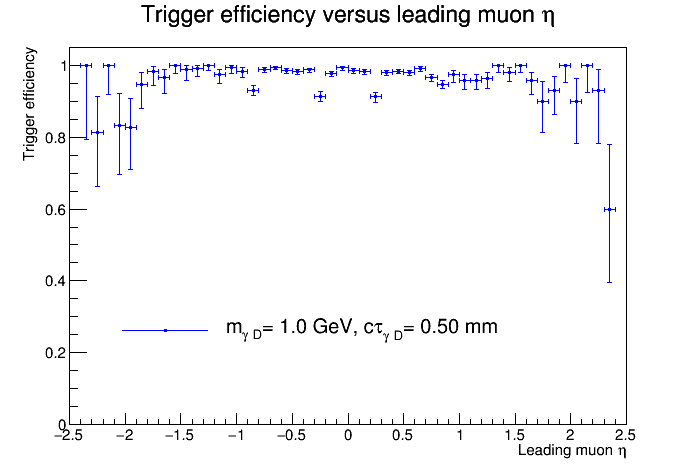 Trigger efficiency versus leading muon η
Trigger efficiency
1
0.8
0.6
0.4
0.2
0
m_γ D= 1.0 GeV, cτ_γ D= 0.50 mm
−2.5 −2 −1.5 −1 −0.5 0 0.5 1 1.5 2 2.5
Leading muon η